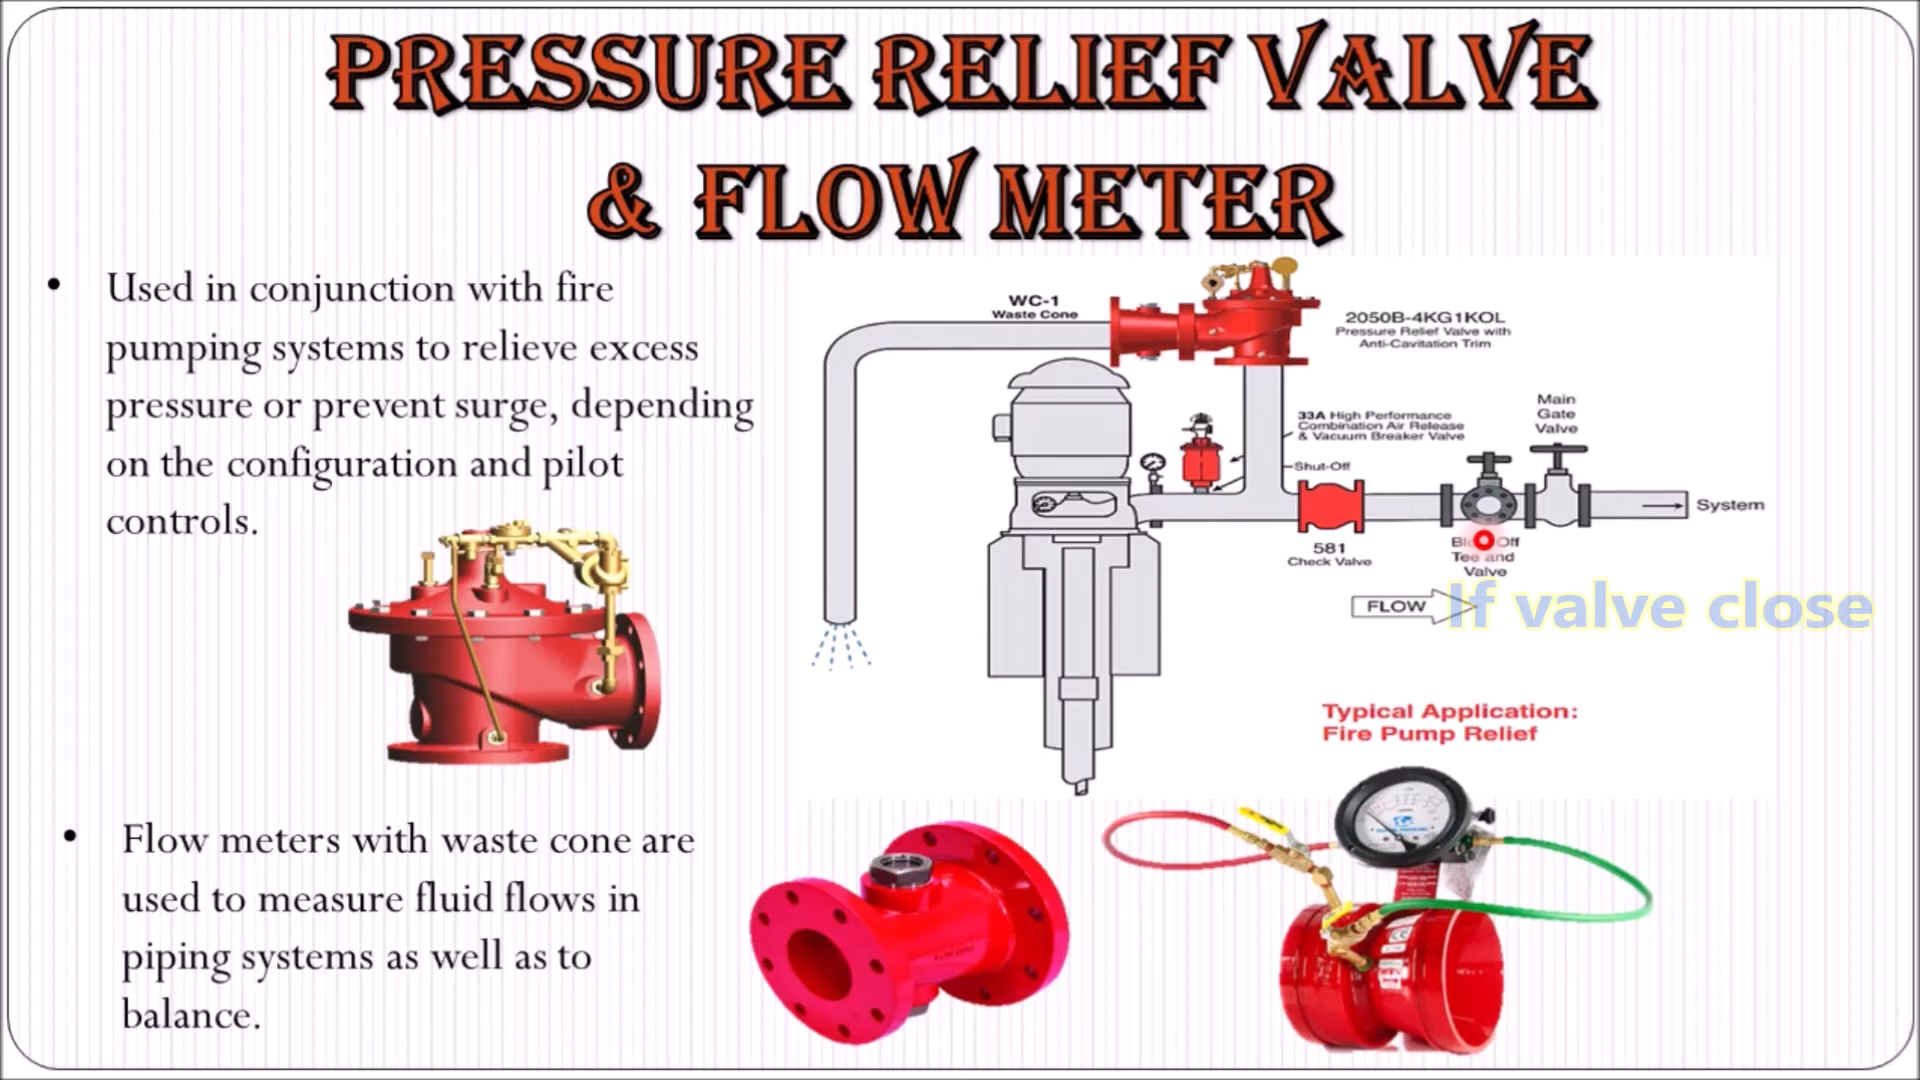 PRESSURE RELIEF VALVE
& FLOW METER
• Used in conjunction with fire
pumping systems to relieve excess
pressure or prevent surge, depending
on the configuration and pilot
controls.
WC-1
Waste Cone
2050B-4KG1KOL
Pressure Relief Valve with
Anti-Cavitation Trim
33A High Performance
Combination Air Release
& Vacuum Breaker Valve
Shut-Off
Main
Gate
Valve
System
581
Check Valve
Off
Tee and
Valve
FLOW
If valve close
Typical Application:
Fire Pump Relief
• Flow meters with waste cone are
used to measure fluid flows in
piping systems as well as to
balance.